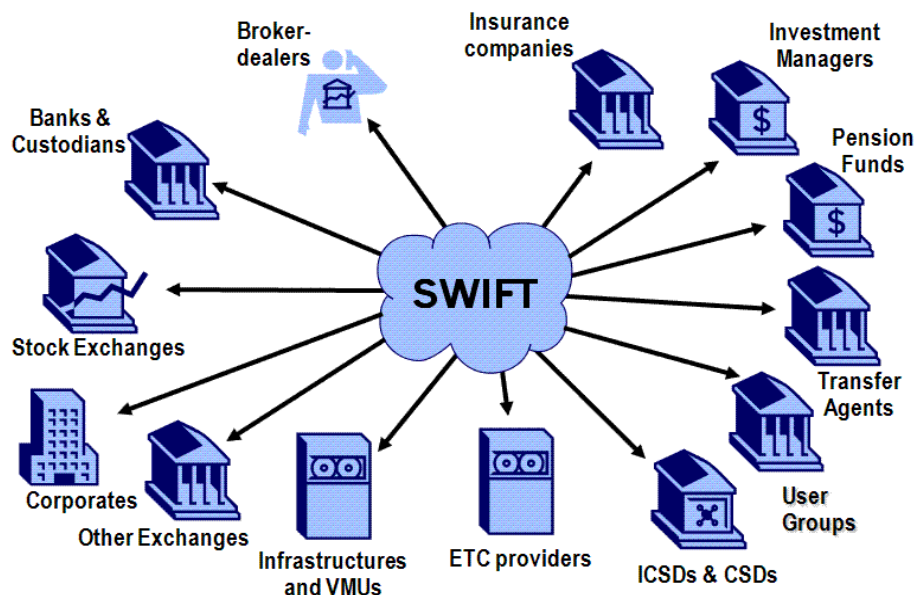 Broker-
dealers
Insurance
companies
Investment
Managers
Banks &
Custodians
Pension
Funds
$
$
SWIFT
Stock Exchanges
Transfer
Agents
Corporates
Other Exchanges
Infrastructures
and VMUs
ETC providers
ICSDs & CSDs
User
Groups